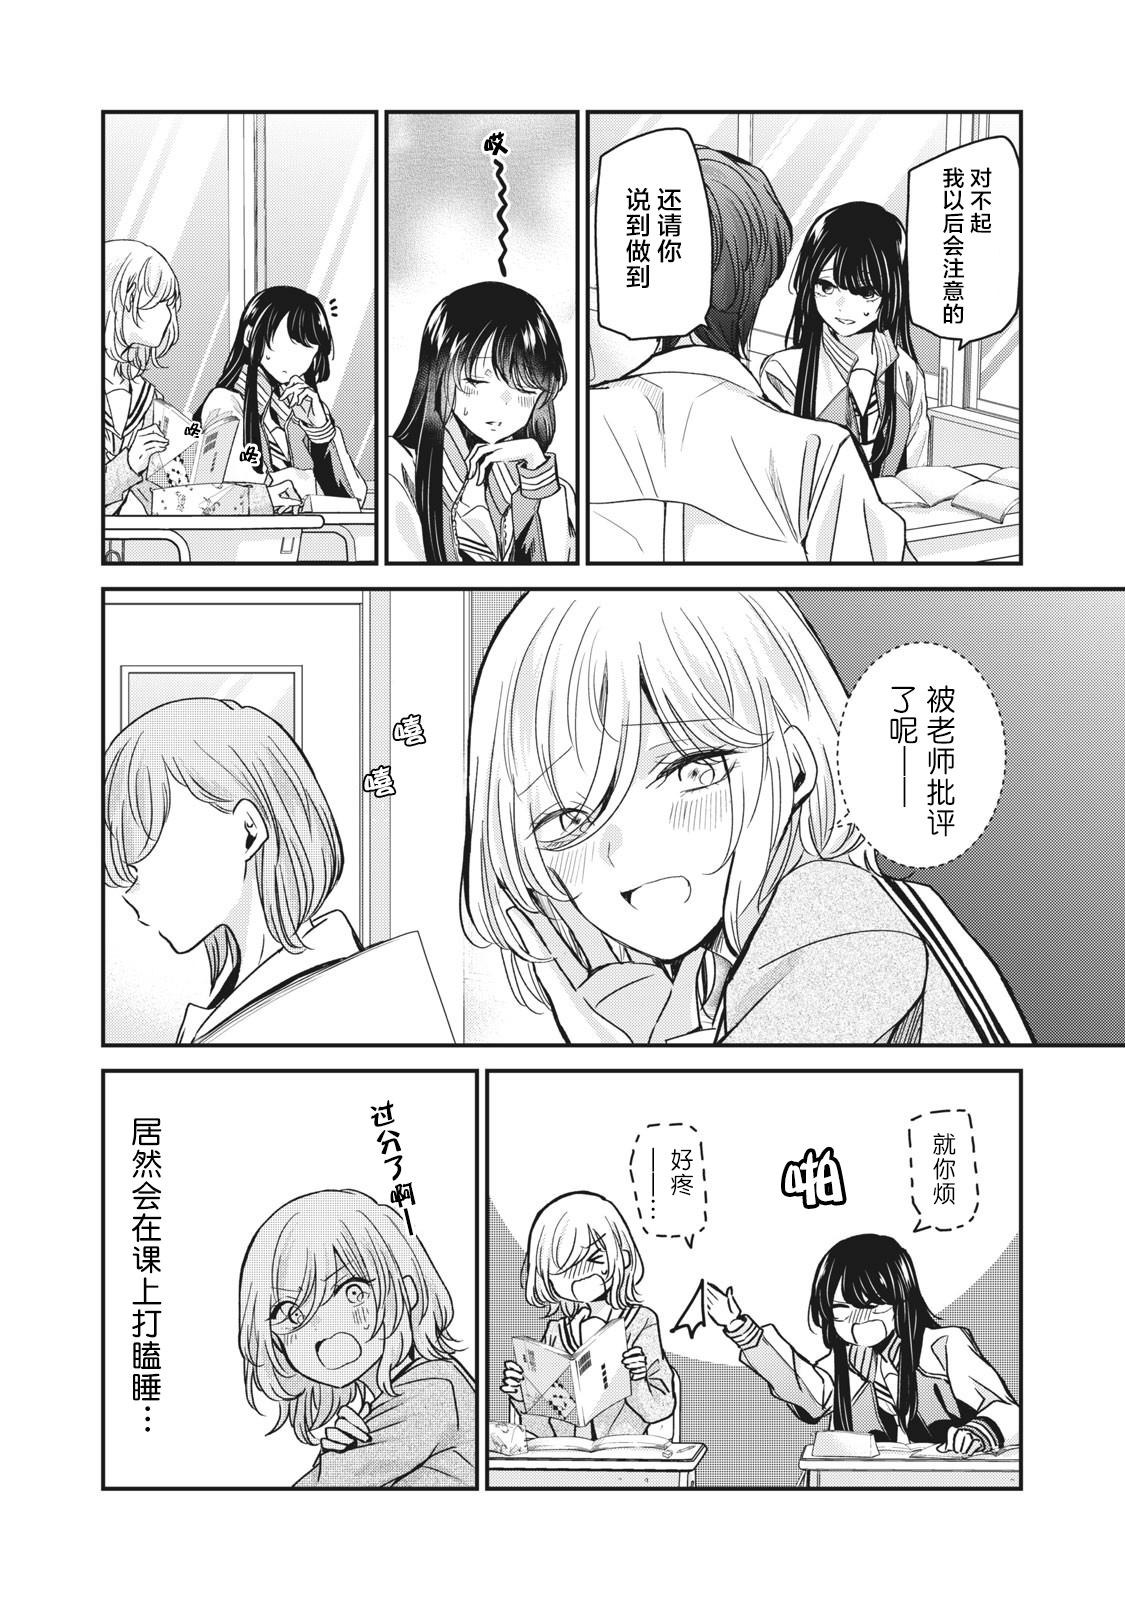 对不起
我以后会注意的
还请你
说到做到
哎
咚
咚
被老师批评
了呢——
嘻
嘻
就你烦
啪
好疼
——…
过分了啊—
居然会在课上打瞌睡…